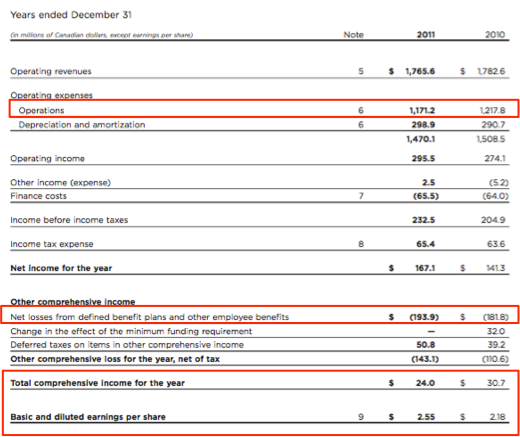 Years ended December 31
(in millions of Canadian dollars, except earnings per share) Note 2011 2010
Operating revenues 5 $ 1,765.6 $ 1,782.6
Operating expenses
Operations 6 1,171.2 1,217.8
Depreciation and amortization 6 298.9 290.7
1,470.1 1,508.5
Operating income 295.5 274.1
Other income (expense) 2.5 (5.2)
Finance costs 7 (65.5) (64.0)
Income before income taxes 232.5 204.9
Income tax expense 8 65.4 63.6
Net income for the year $ 167.1 $ 141.3
Other comprehensive income
Net losses from defined benefit plans and other employee benefits $ (193.9) $ (181.8)
Change in the effect of the minimum funding requirement — 32.0
Deferred taxes on items in other comprehensive income 50.8 39.2
Other comprehensive loss for the year, net of tax (143.1) (110.6)
Total comprehensive income for the year $ 24.0 $ 30.7
Basic and diluted earnings per share 9 $ 2.55 $ 2.18